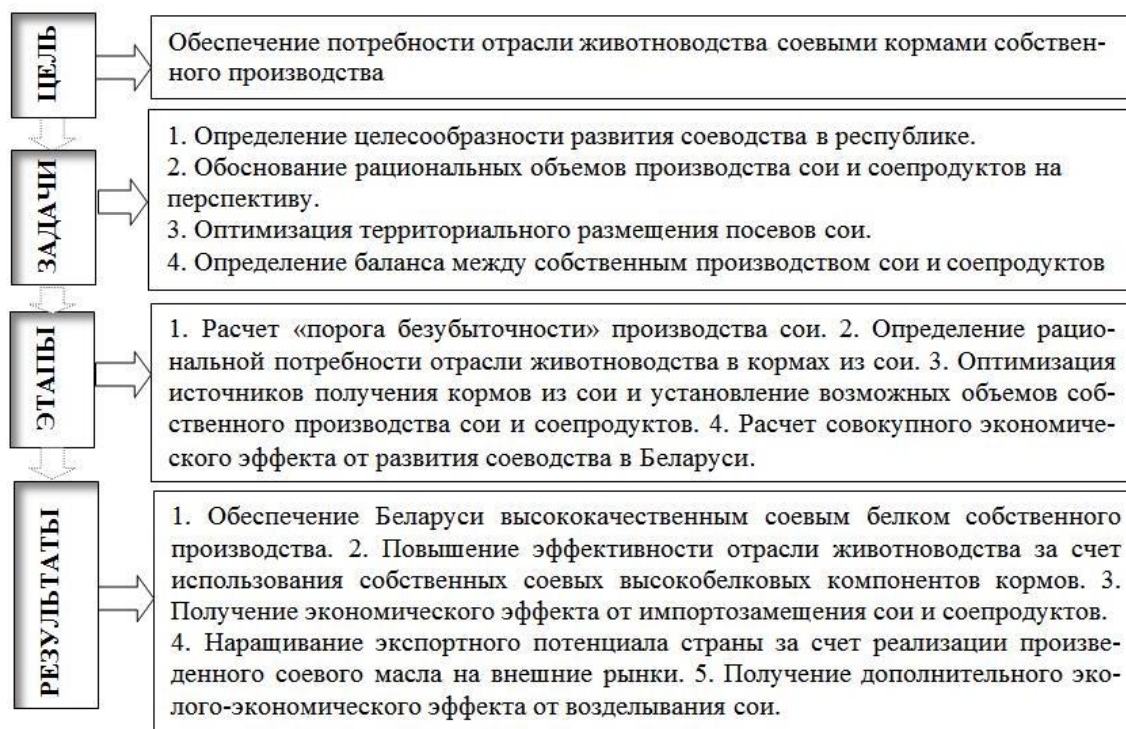 ЦЕЛЬ
Обеспечение потребности отрасли животноводства соевыми кормами собствен-
ного производства
ЗАДАЧИ
1. Определение целесообразности развития соеводства в республике.
2. Обоснование рациональных объемов производства сои и соепродуктов на
перспективу.
3. Оптимизация территориального размещения посевов сои.
4. Определение баланса между собственным производством сои и соепродуктов
ЭТАПЫ
1. Расчет «порога безубыточности» производства сои. 2. Определение рацио-
нальной потребности отрасли животноводства в кормах из сои. 3. Оптимизация
источников получения кормов из сои и установление возможных объемов соб-
ственного производства сои и соепродуктов. 4. Расчет совокупного экономиче-
ского эффекта от развития соеводства в Беларуси.
РЕЗУЛЬТАТЫ
1. Обеспечение Беларуси высококачественным соевым белком собственного
производства. 2. Повышение эффективности отрасли животноводства за счет
использования собственных соевых высокобелковых компонентов кормов. 3.
Получение экономического эффекта от импортозамещения сои и соепродуктов.
4. Наращивание экспортного потенциала страны за счет реализации произве-
денного соевого масла на внешние рынки. 5. Получение дополнительного эко-
лого-экономического эффекта от возделывания сои.